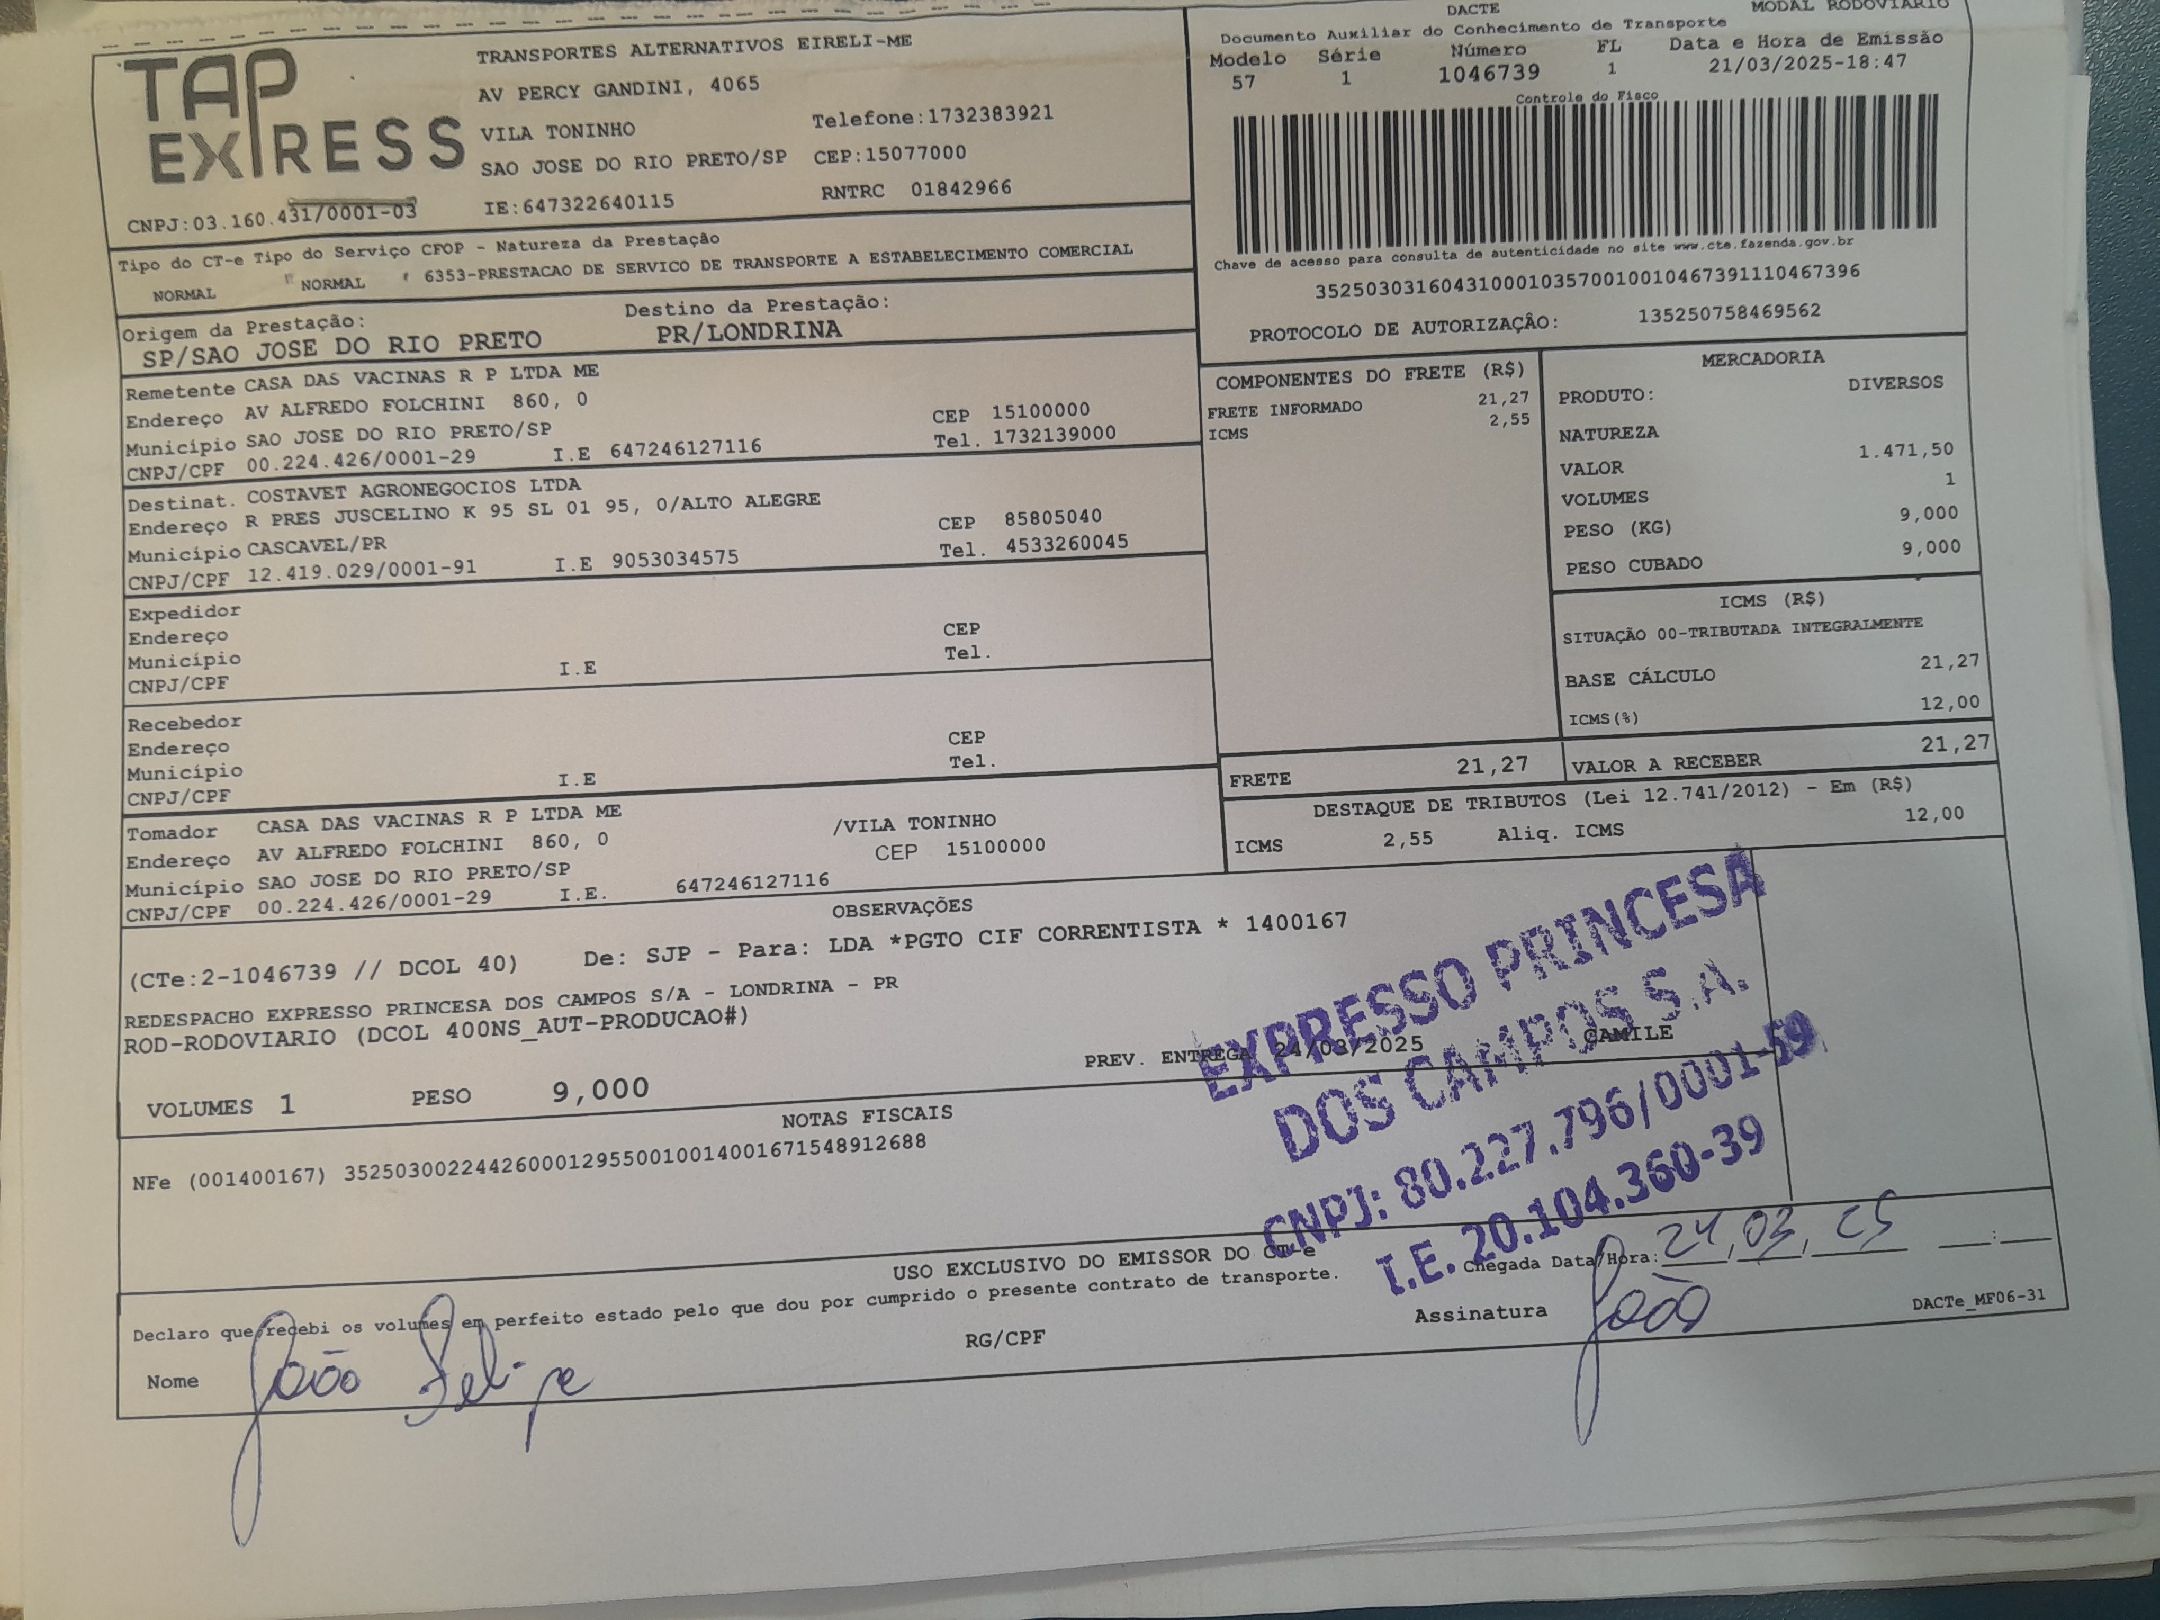 DACTE MODAL RODOVIARIO
Documento Auxiliar do Conhecimento de Transporte
Modelo Série Número FL Data e Hora de Emissão
57 1 1046739 1 21/03/2025-18:47
Controle do Fisco
TAP EXPRESS
TRANSPORTES ALTERNATIVOS EIRELI-ME
AV PERCY GANDINI, 4065
VILA TONINHO Telefone:1732383921
SAO JOSE DO RIO PRETO/SP CEP:15077000
CNPJ:03.160.431/0001-03 IE:647322640115 RNTRC 01842966
Chave de acesso para consulta de autenticidade no site www.cte.fazenda.gov.br
35250303160431000103570010010467391110467396
PROTOCOLO DE AUTORIZAÇÃO: 135250758469562
Tipo do CT-e Tipo do Serviço CFOP - Natureza da Prestação
NORMAL NORMAL 6353-PRESTACAO DE SERVICO DE TRANSPORTE A ESTABELECIMENTO COMERCIAL
Origem da Prestação: Destino da Prestação:
SP/SAO JOSE DO RIO PRETO PR/LONDRINA
Remetente CASA DAS VACINAS R P LTDA ME
Endereço AV ALFREDO FOLCHINI 860, 0 CEP 15100000
Município SAO JOSE DO RIO PRETO/SP Tel. 1732139000
CNPJ/CPF 00.224.426/0001-29 I.E 647246127116
Destinat. COSTAVET AGRONEGOCIOS LTDA
Endereço R PRES JUSCELINO K 95 SL 01 95, 0/ALTO ALEGRE CEP 85805040
Município CASCAVEL/PR Tel. 4533260045
CNPJ/CPF 12.419.029/0001-91 I.E 9053034575
Expedidor
Endereço CEP
Município Tel.
CNPJ/CPF I.E
Recebedor
Endereço CEP
Município Tel.
CNPJ/CPF I.E
Tomador CASA DAS VACINAS R P LTDA ME /VILA TONINHO
Endereço AV ALFREDO FOLCHINI 860, 0 CEP 15100000
Município SAO JOSE DO RIO PRETO/SP
CNPJ/CPF 00.224.426/0001-29 I.E. 647246127116
COMPONENTES DO FRETE (R$)
FRETE INFORMADO 21,27
ICMS 2,55
MERCADORIA
PRODUTO: DIVERSOS
NATUREZA
VALOR 1.471,50
VOLUMES 1
PESO (KG) 9,000
PESO CUBADO 9,000
ICMS (R$)
SITUAÇÃO 00-TRIBUTADA INTEGRALMENTE
BASE CÁLCULO 21,27
ICMS(%) 12,00
FRETE 21,27 VALOR A RECEBER 21,27
DESTAQUE DE TRIBUTOS (Lei 12.741/2012) - Em (R$)
ICMS 2,55 Aliq. ICMS 12,00
OBSERVAÇÕES
(CTe:2-1046739 // DCOL 40) De: SJP - Para: LDA *PGTO CIF CORRENTISTA * 1400167
REDESPACHO EXPRESSO PRINCESA DOS CAMPOS S/A - LONDRINA - PR
ROD-RODOVIARIO (DCOL 400NS_AUT-PRODUCAO#)
PREV. ENTREGA 24/03/2025 CAMILE
VOLUMES 1 PESO 9,000
EXPRESSO PRINCESA
DOS CAMPOS S.A.
CNPJ: 80.227.796/0001-59
I.E. 20.104.360-39
NOTAS FISCAIS
NFe (001400167) 35250300224426000129550010014001671548912688
USO EXCLUSIVO DO EMISSOR DO CT-e
Declaro que recebi os volumes em perfeito estado pelo que dou por cumprido o presente contrato de transporte.
Chegada Data/Hora: 24, 03, 25 __:__
Nome João Felipe RG/CPF Assinatura João
DACTe_MF06-31